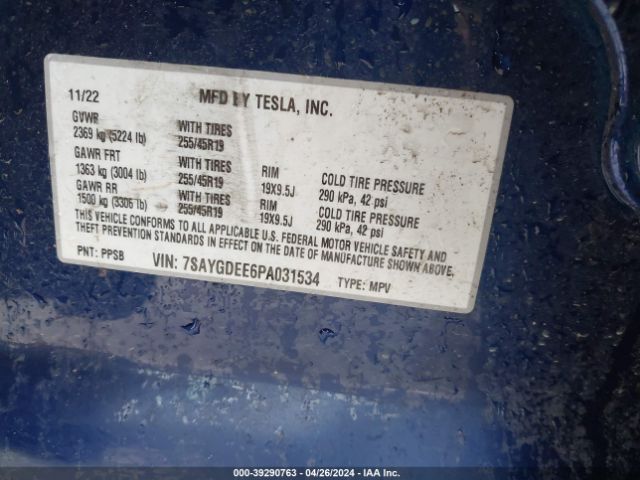 11/22 MFD BY TESLA, INC.
GVWR
2369 kg (5224 lb) WITH TIRES 255/45R19
GAWR FRT
1363 kg (3004 lb) WITH TIRES 255/45R19 RIM 19X9.5J COLD TIRE PRESSURE 290 kPa, 42 psi
GAWR RR
1500 kg (3306 lb) WITH TIRES 255/45R19 RIM 19X9.5J COLD TIRE PRESSURE 290 kPa, 42 psi
THIS VEHICLE CONFORMS TO ALL APPLICABLE U.S. FEDERAL MOTOR VEHICLE SAFETY AND
THEFT PREVENTION STANDARDS IN EFFECT ON THE DATE OF MANUFACTURE SHOWN ABOVE.
PNT: PPSB VIN: 7SAYGDEE6PA031534 TYPE: MPV
000-39290763 - 04/26/2024 - IAA Inc.